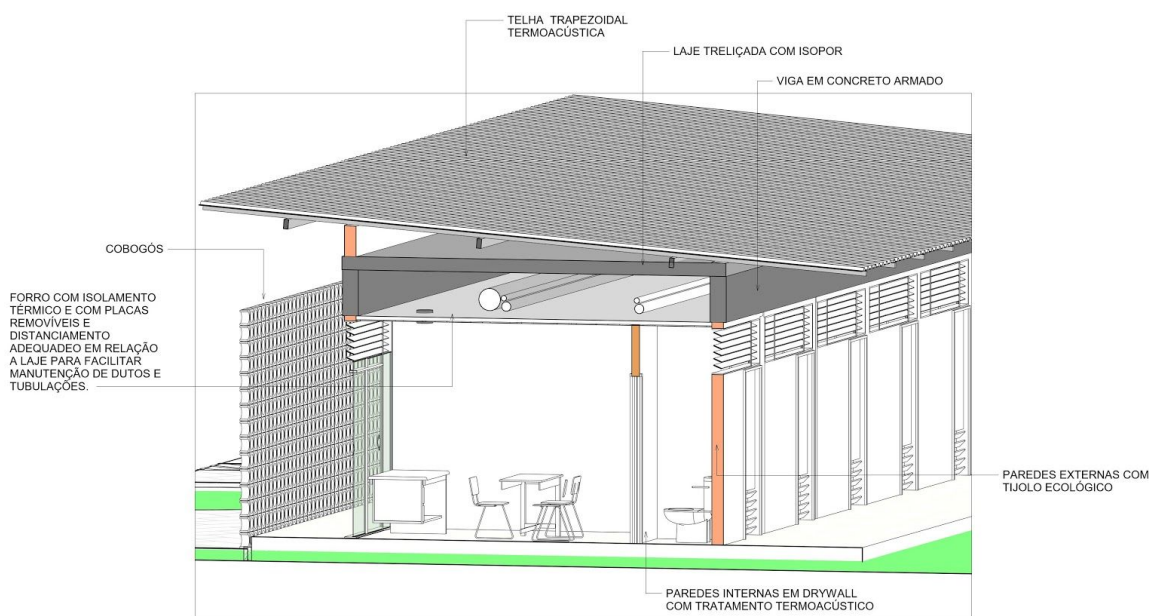 TELHA TRAPEZOIDAL
TERMOACÚSTICA
LAJE TRELIÇADA COM ISOPOR
VIGA EM CONCRETO ARMADO
COBOGÓS
FORRO COM ISOLAMENTO
TÉRMICO E COM PLACAS
REMOVÍVEIS E
DISTANCIAMENTO
ADEQUADEO EM RELAÇÃO
A LAJE PARA FACILITAR
MANUTENÇÃO DE DUTOS E
TUBULAÇÕES.
PAREDES EXTERNAS COM
TIJOLO ECOLÓGICO
PAREDES INTERNAS EM DRYWALL
COM TRATAMENTO TERMOACÚSTICO